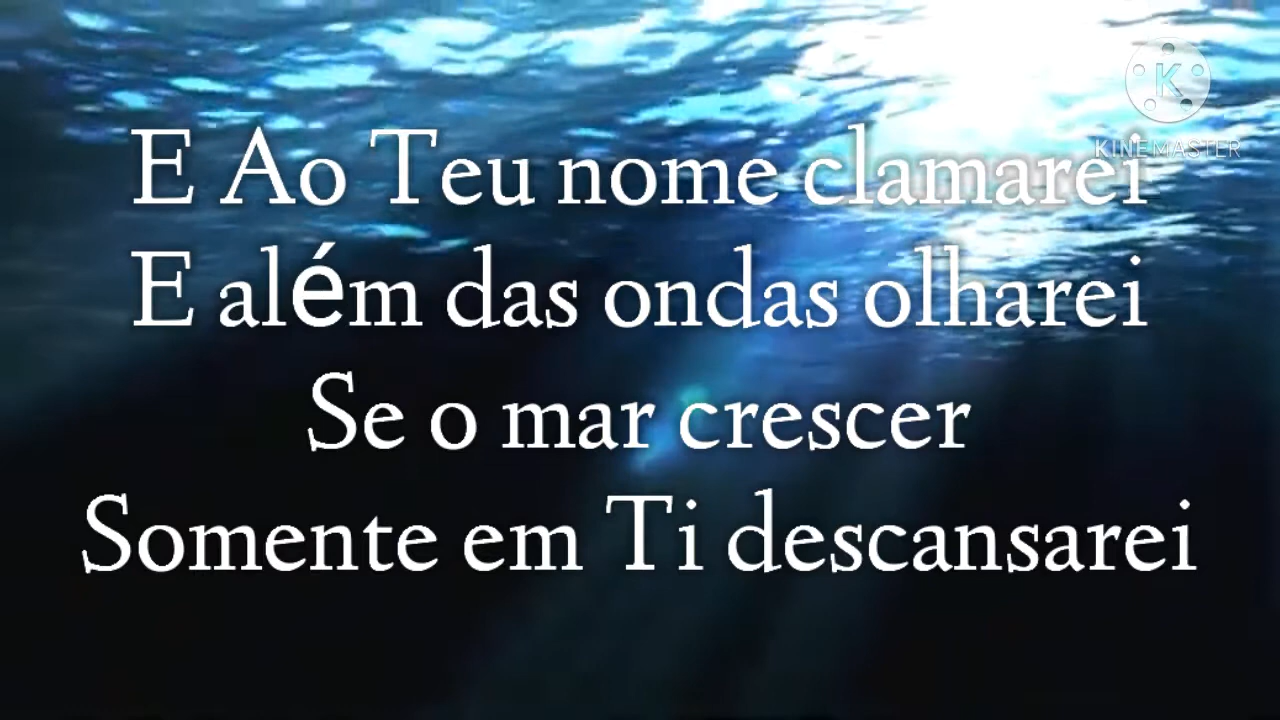 KINEMASTER
E Ao Teu nome clamarei
E além das ondas olharei
Se o mar crescer
Somente em Ti descansarei